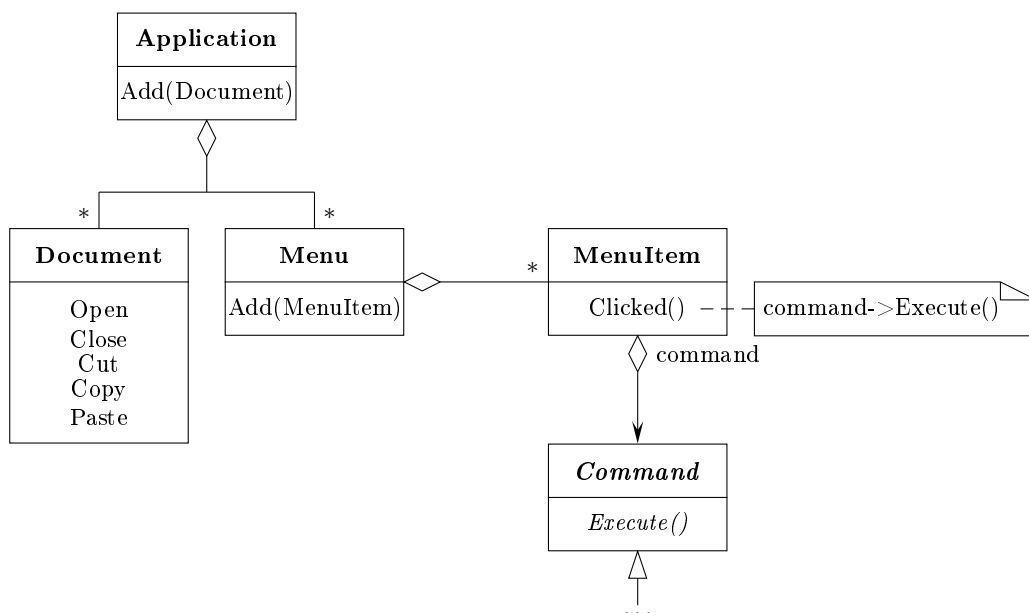 Application
Add(Document)
*
*
Document
Open
Close
Cut
Copy
Paste
Menu
Add(MenuItem)
*
MenuItem
Clicked()
command->Execute()
command
Command
Execute()
...